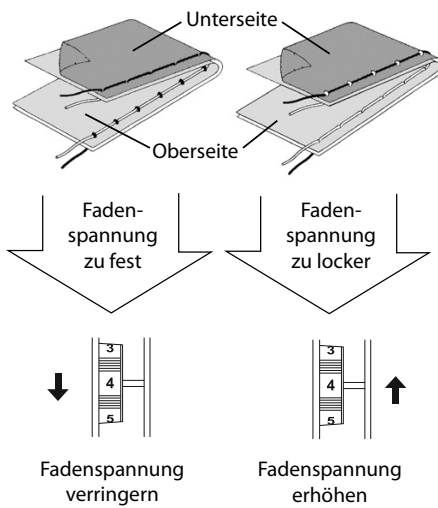 Unterseite
Oberseite
Faden-
spannung
zu fest
Faden-
spannung
zu locker
3
4
5
3
4
5
Fadenspannung
verringern
Fadenspannung
erhöhen